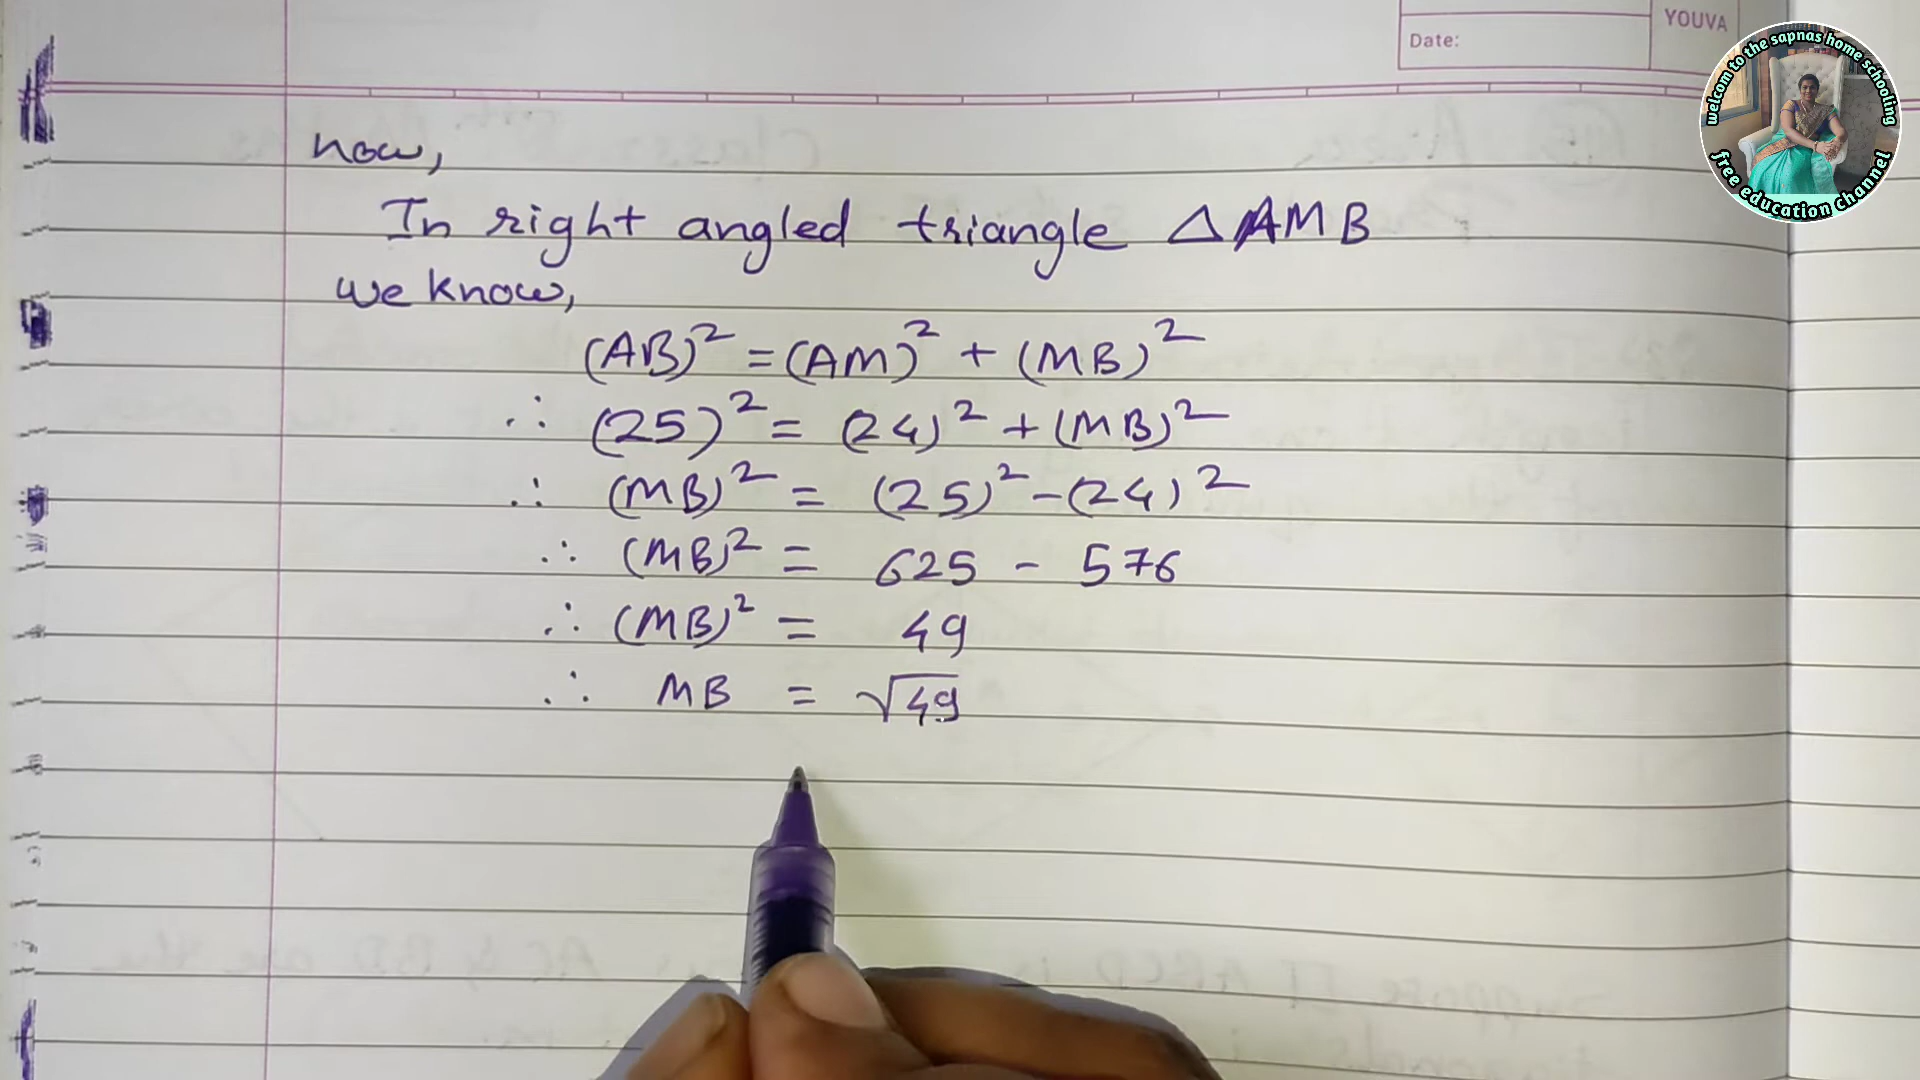 YOUVA
Date:
welcom to the sapnas home schooling
free education channel
now,
In right angled triangle △AMB
we know,
(AB)² = (AM)² + (MB)²
∴ (25)² = (24)² + (MB)²
∴ (MB)² = (25)² - (24)²
∴ (MB)² = 625 - 576
∴ (MB)² = 49
∴ MB = √49